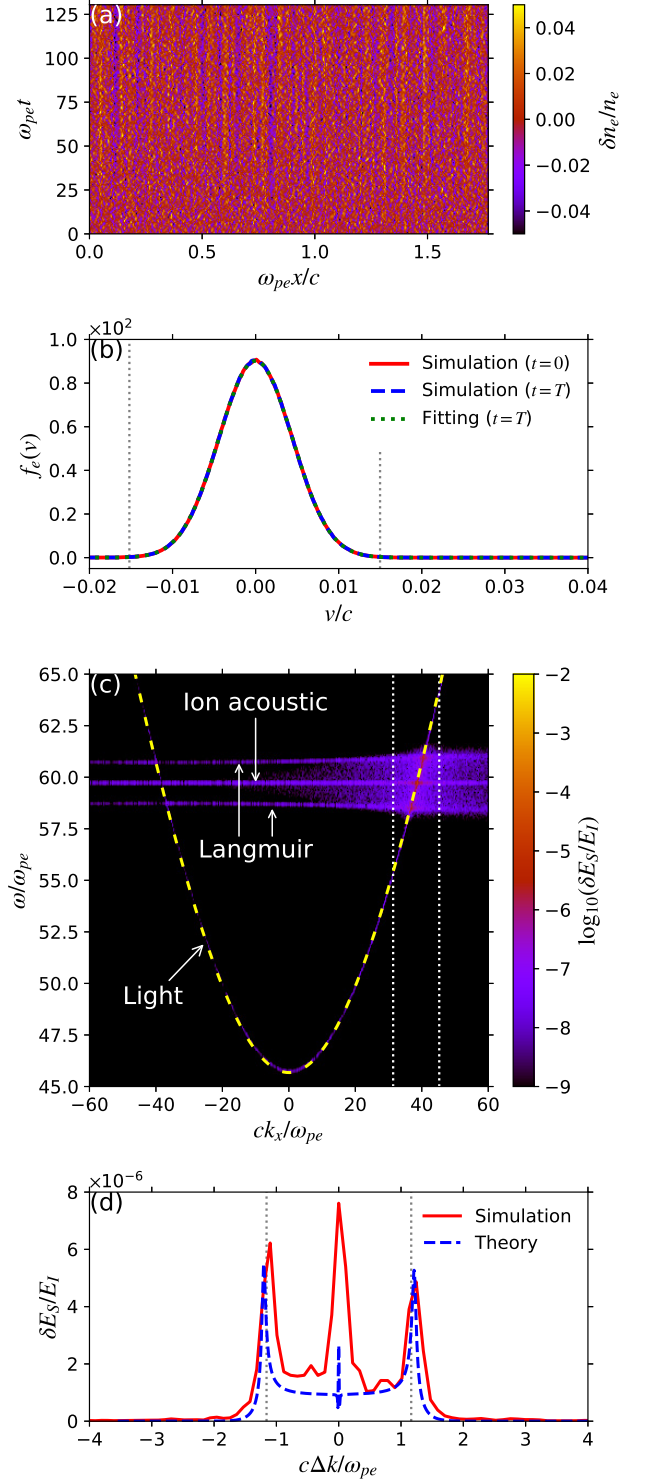 (a)
125
100
75
50
25
0
ω_pe t
0.0 0.5 1.0 1.5
ω_pe x/c
0.04
0.02
0.00
−0.02
−0.04
δn_e/n_e
×10²
(b)
1.0
0.8
0.6
0.4
0.2
0.0
f_e(v)
Simulation (t=0)
Simulation (t=T)
Fitting (t=T)
−0.02 −0.01 0.00 0.01 0.02 0.03 0.04
v/c
(c)
65.0
62.5
60.0
57.5
55.0
52.5
50.0
47.5
45.0
ω/ω_pe
Ion acoustic
Langmuir
Light
−60 −40 −20 0 20 40 60
ck_x/ω_pe
−2
−3
−4
−5
−6
−7
−8
−9
log₁₀(δE_S/E_I)
×10⁻⁶
(d)
8
6
4
2
0
δE_S/E_I
Simulation
Theory
−4 −3 −2 −1 0 1 2 3 4
cΔk/ω_pe